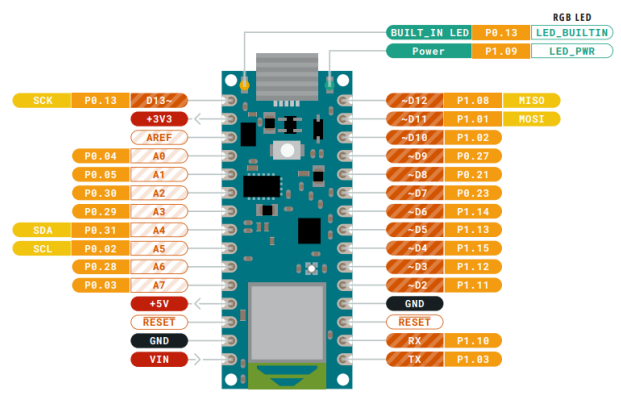 RGB LED
BUILT_IN LED P0.13 LED_BUILTIN
Power P1.09 LED_PWR
SCK P0.13 D13~
+3V3
AREF
P0.04 A0
P0.05 A1
P0.30 A2
P0.29 A3
SDA P0.31 A4
SCL P0.02 A5
P0.28 A6
P0.03 A7
+5V
RESET
GND
VIN
~D12 P1.08 MISO
~D11 P1.01 MOSI
~D10 P1.02
~D9 P0.27
~D8 P0.21
~D7 P0.23
~D6 P1.14
~D5 P1.13
~D4 P1.15
~D3 P1.12
~D2 P1.11
GND
RESET
RX P1.10
TX P1.03